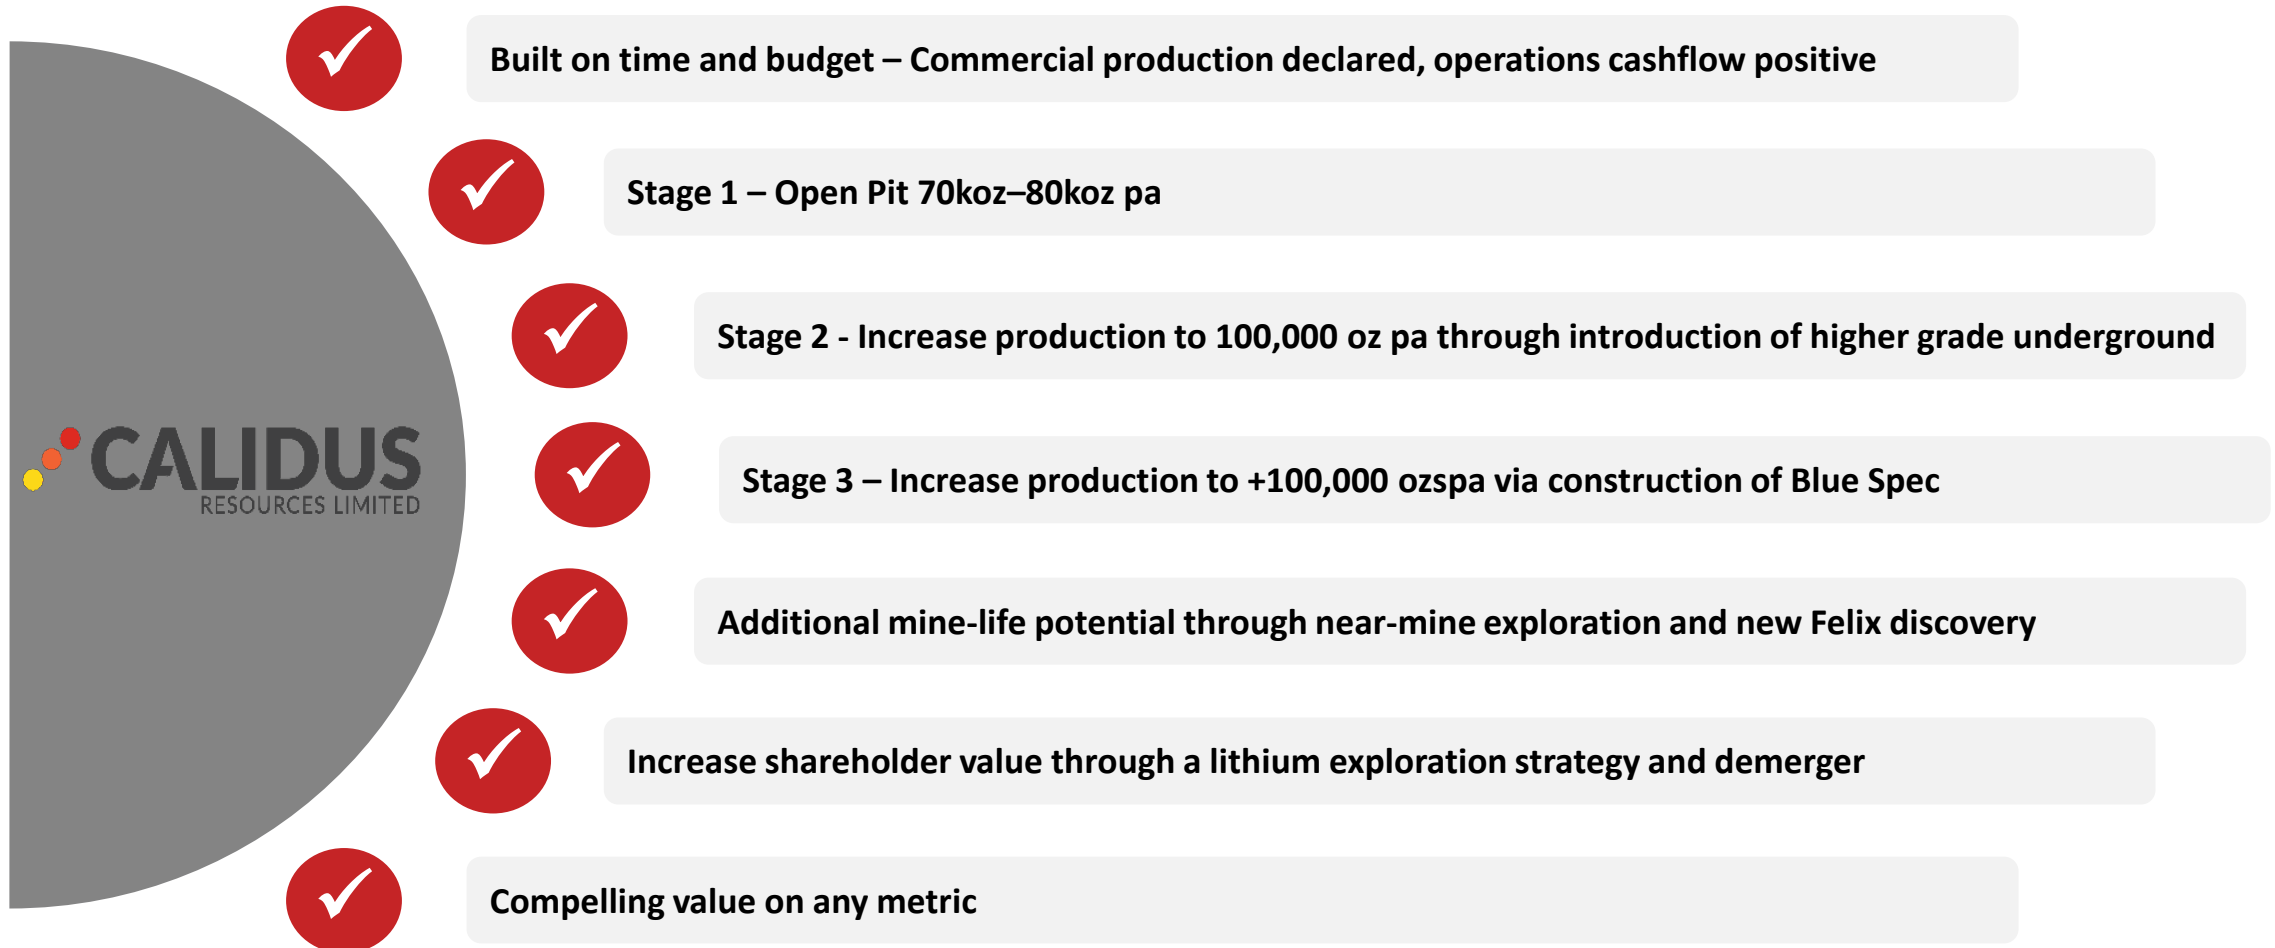 Built on time and budget – Commercial production declared, operations cashflow positive
Stage 1 – Open Pit 70koz–80koz pa
Stage 2 - Increase production to 100,000 oz pa through introduction of higher grade underground
CALIDUS
RESOURCES LIMITED
Stage 3 – Increase production to +100,000 ozspa via construction of Blue Spec
Additional mine-life potential through near-mine exploration and new Felix discovery
Increase shareholder value through a lithium exploration strategy and demerger
Compelling value on any metric